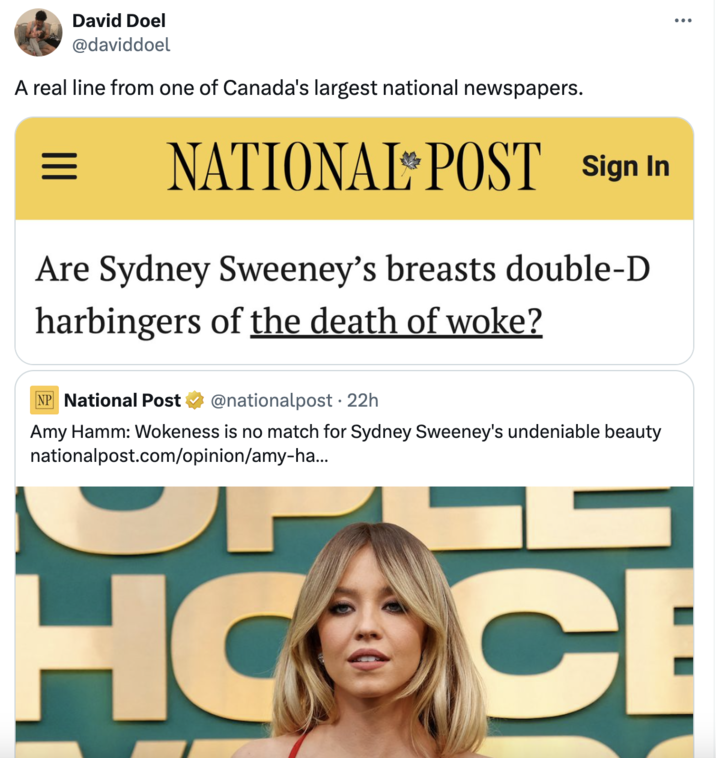 David Doel
@daviddoel
A real line from one of Canada's largest national newspapers.
NATIONAL POST
Sign In
Are Sydney Sweeney’s breasts double-D
harbingers of the death of woke?
NP National Post @nationalpost · 22h
Amy Hamm: Wokeness is no match for Sydney Sweeney's undeniable beauty
nationalpost.com/opinion/amy-ha...
OPLE
HOICE